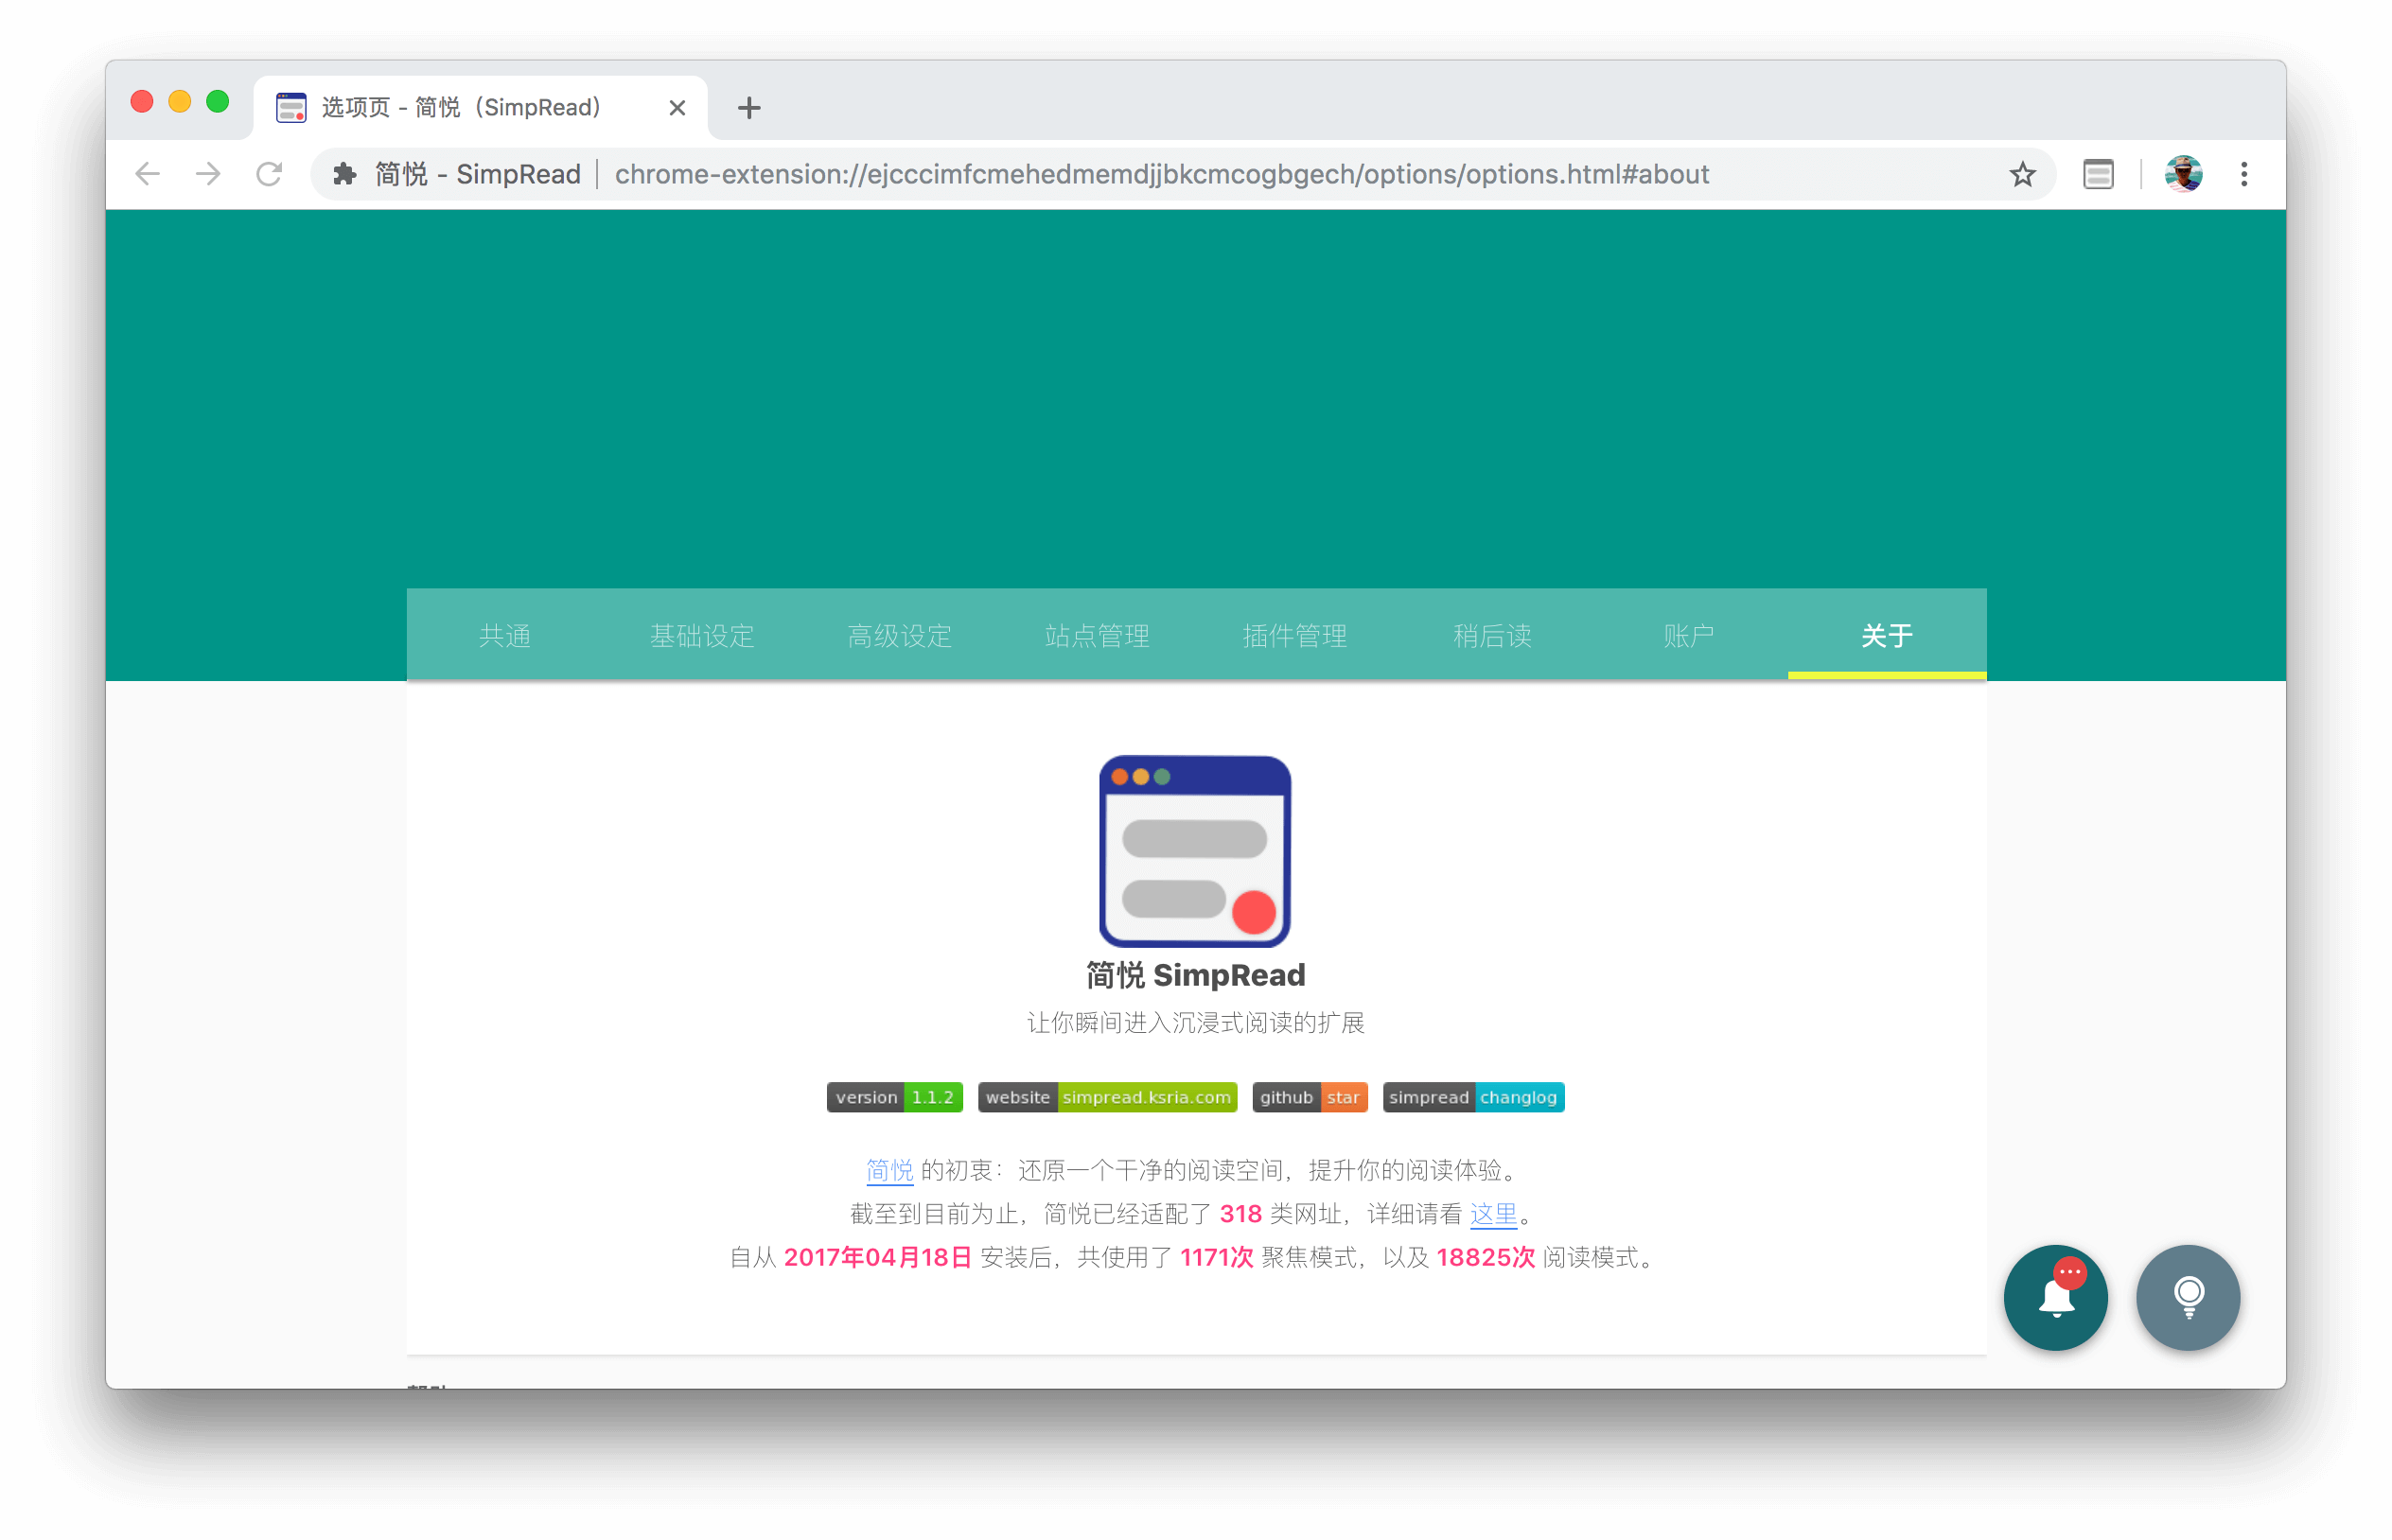 选项页 - 简悦（SimpRead）
简悦 - SimpRead chrome-extension://ejcccimfcmehedmemdjjbkcmcogbgech/options/options.html#about
共通 基础设定 高级设定 站点管理 插件管理 稍后读 账户 关于
简悦 SimpRead
让你瞬间进入沉浸式阅读的扩展
version 1.1.2 website simpread.ksria.com github star simpread changlog
简悦 的初衷：还原一个干净的阅读空间，提升你的阅读体验。
截至到目前为止，简悦已经适配了 318 类网址，详细请看 这里。
自从 2017年04月18日 安装后，共使用了 1171次 聚焦模式，以及 18825次 阅读模式。